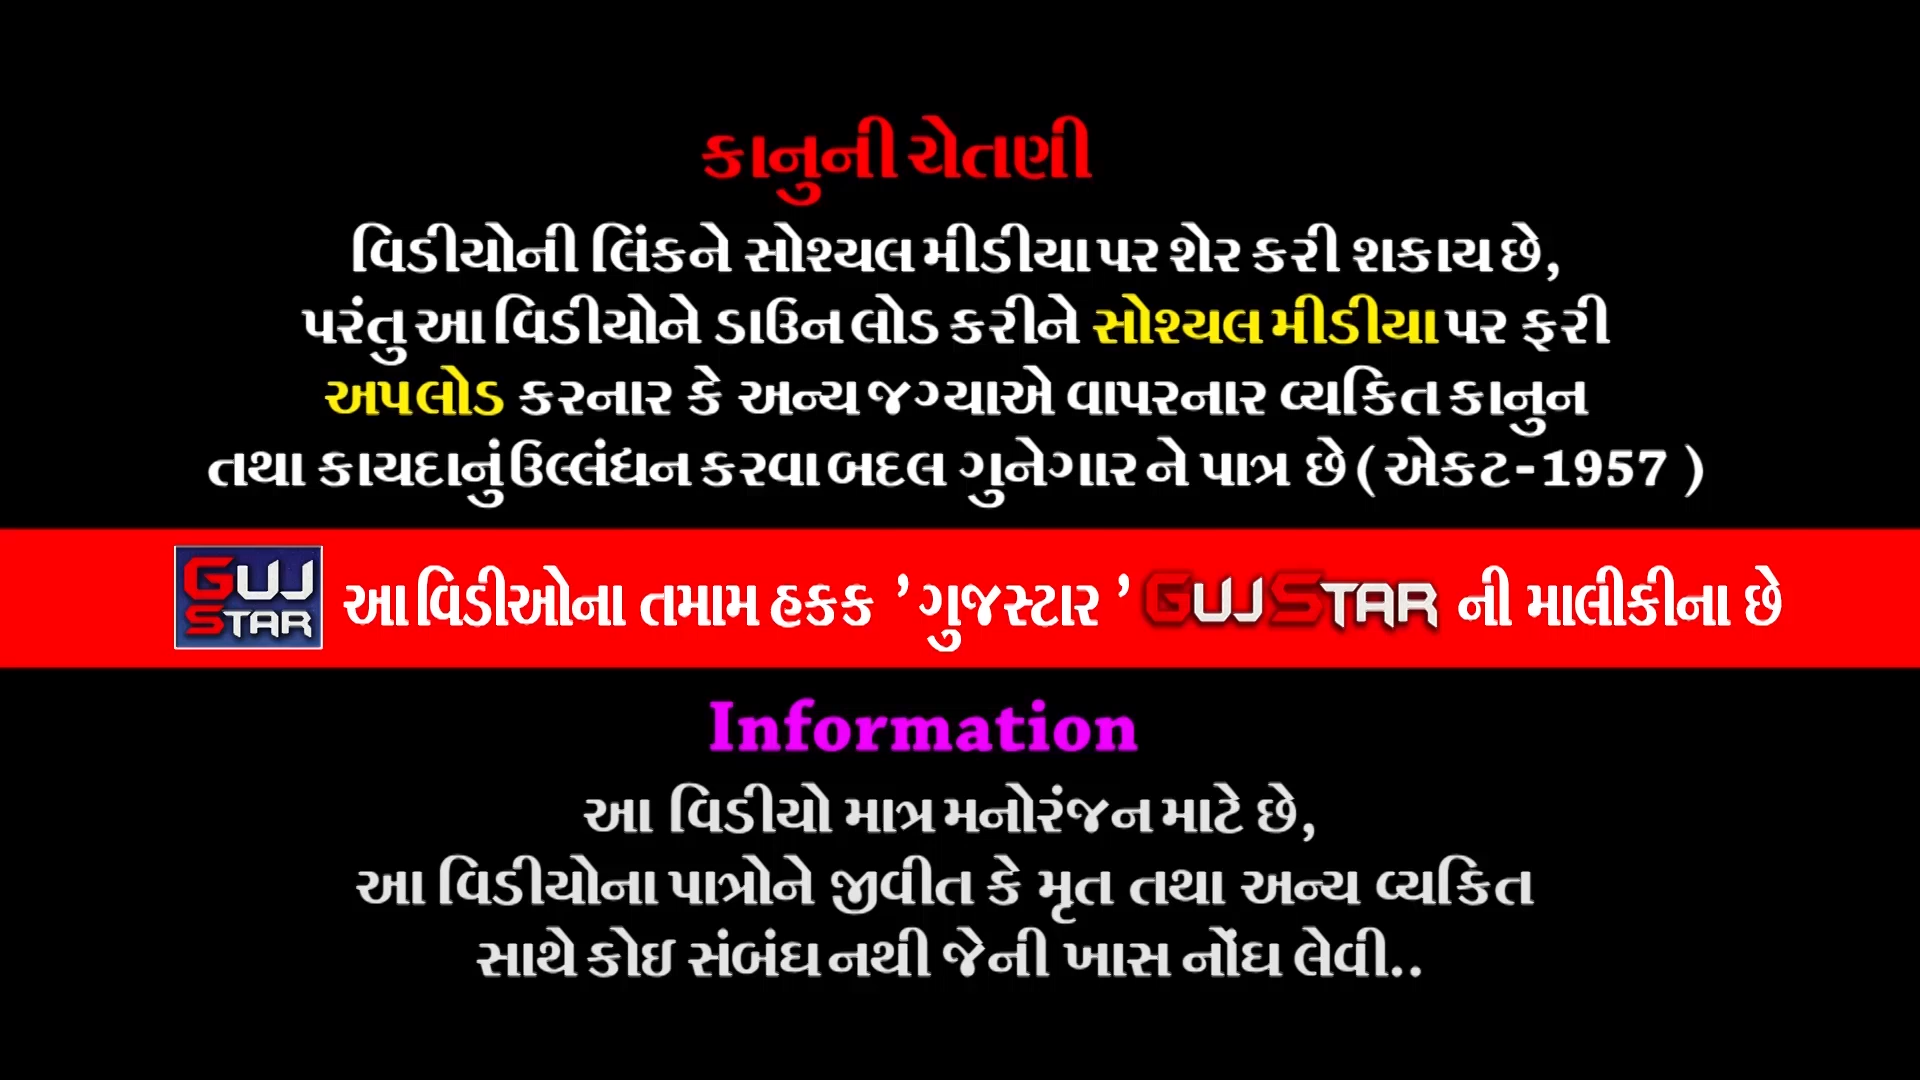 કાનુની ચેતણી
વિડીયોની લિંકને સોશ્યલ મીડીયા પર શેર કરી શકાય છે,
પરંતુ આ વિડીયોને ડાઉન લોડ કરીને સોશ્યલ મીડીયા પર ફરી
અપલોડ કરનાર કે અન્ય જગ્યાએ વાપરનાર વ્યકિત કાનુન
તથા કાયદાનું ઉલ્લંઘન કરવા બદલ ગુનેગાર ને પાત્ર છે ( એકટ-1957 )
GUJ STAR આ વિડીઓના તમામ હકક ’ ગુજસ્ટાર ’ GUJ STAR ની માલીકીના છે
Information
આ વિડીયો માત્ર મનોરંજન માટે છે,
આ વિડીયોના પાત્રોને જીવીત કે મૃત તથા અન્ય વ્યકિત
સાથે કોઇ સંબંઘ નથી જેની ખાસ નોંઘ લેવી..